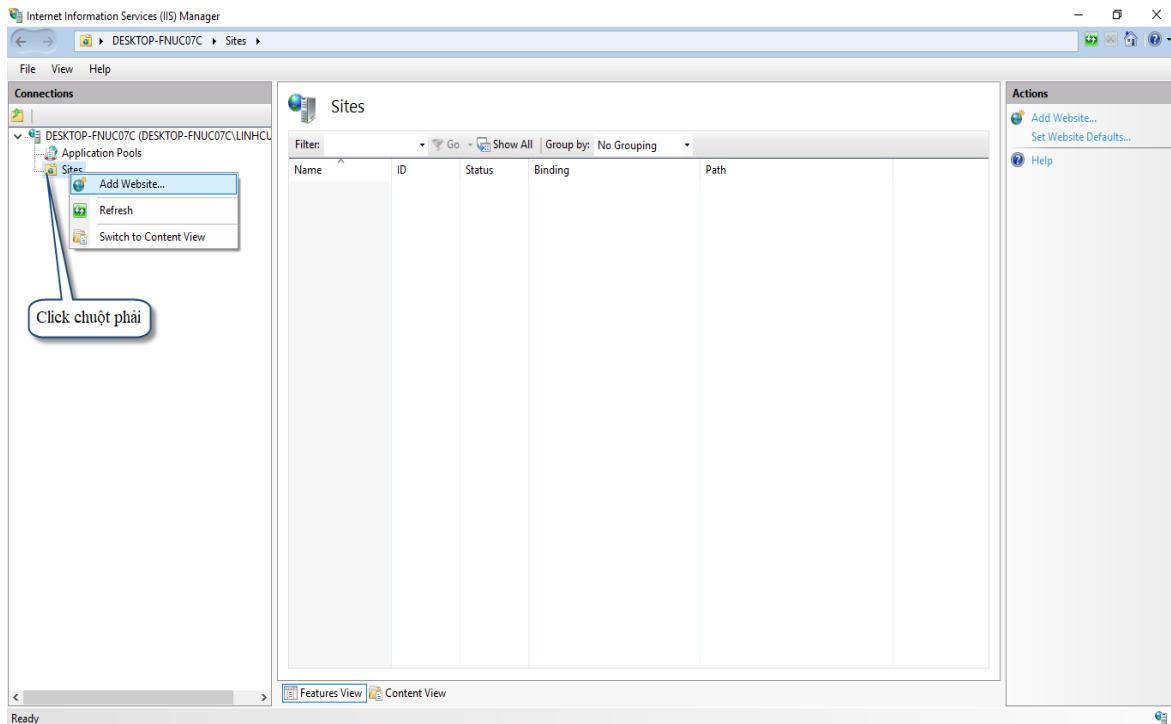 Internet Information Services (IIS) Manager
DESKTOP-FNUC07C Sites
File View Help
Connections
DESKTOP-FNUC07C (DESKTOP-FNUC07C\LINHCU
Application Pools
Sites
Add Website...
Refresh
Switch to Content View
Click chuột phải
Sites
Filter: Go Show All Group by: No Grouping
Name ID Status Binding Path
Features View Content View
Actions
Add Website...
Set Website Defaults...
Help
Ready